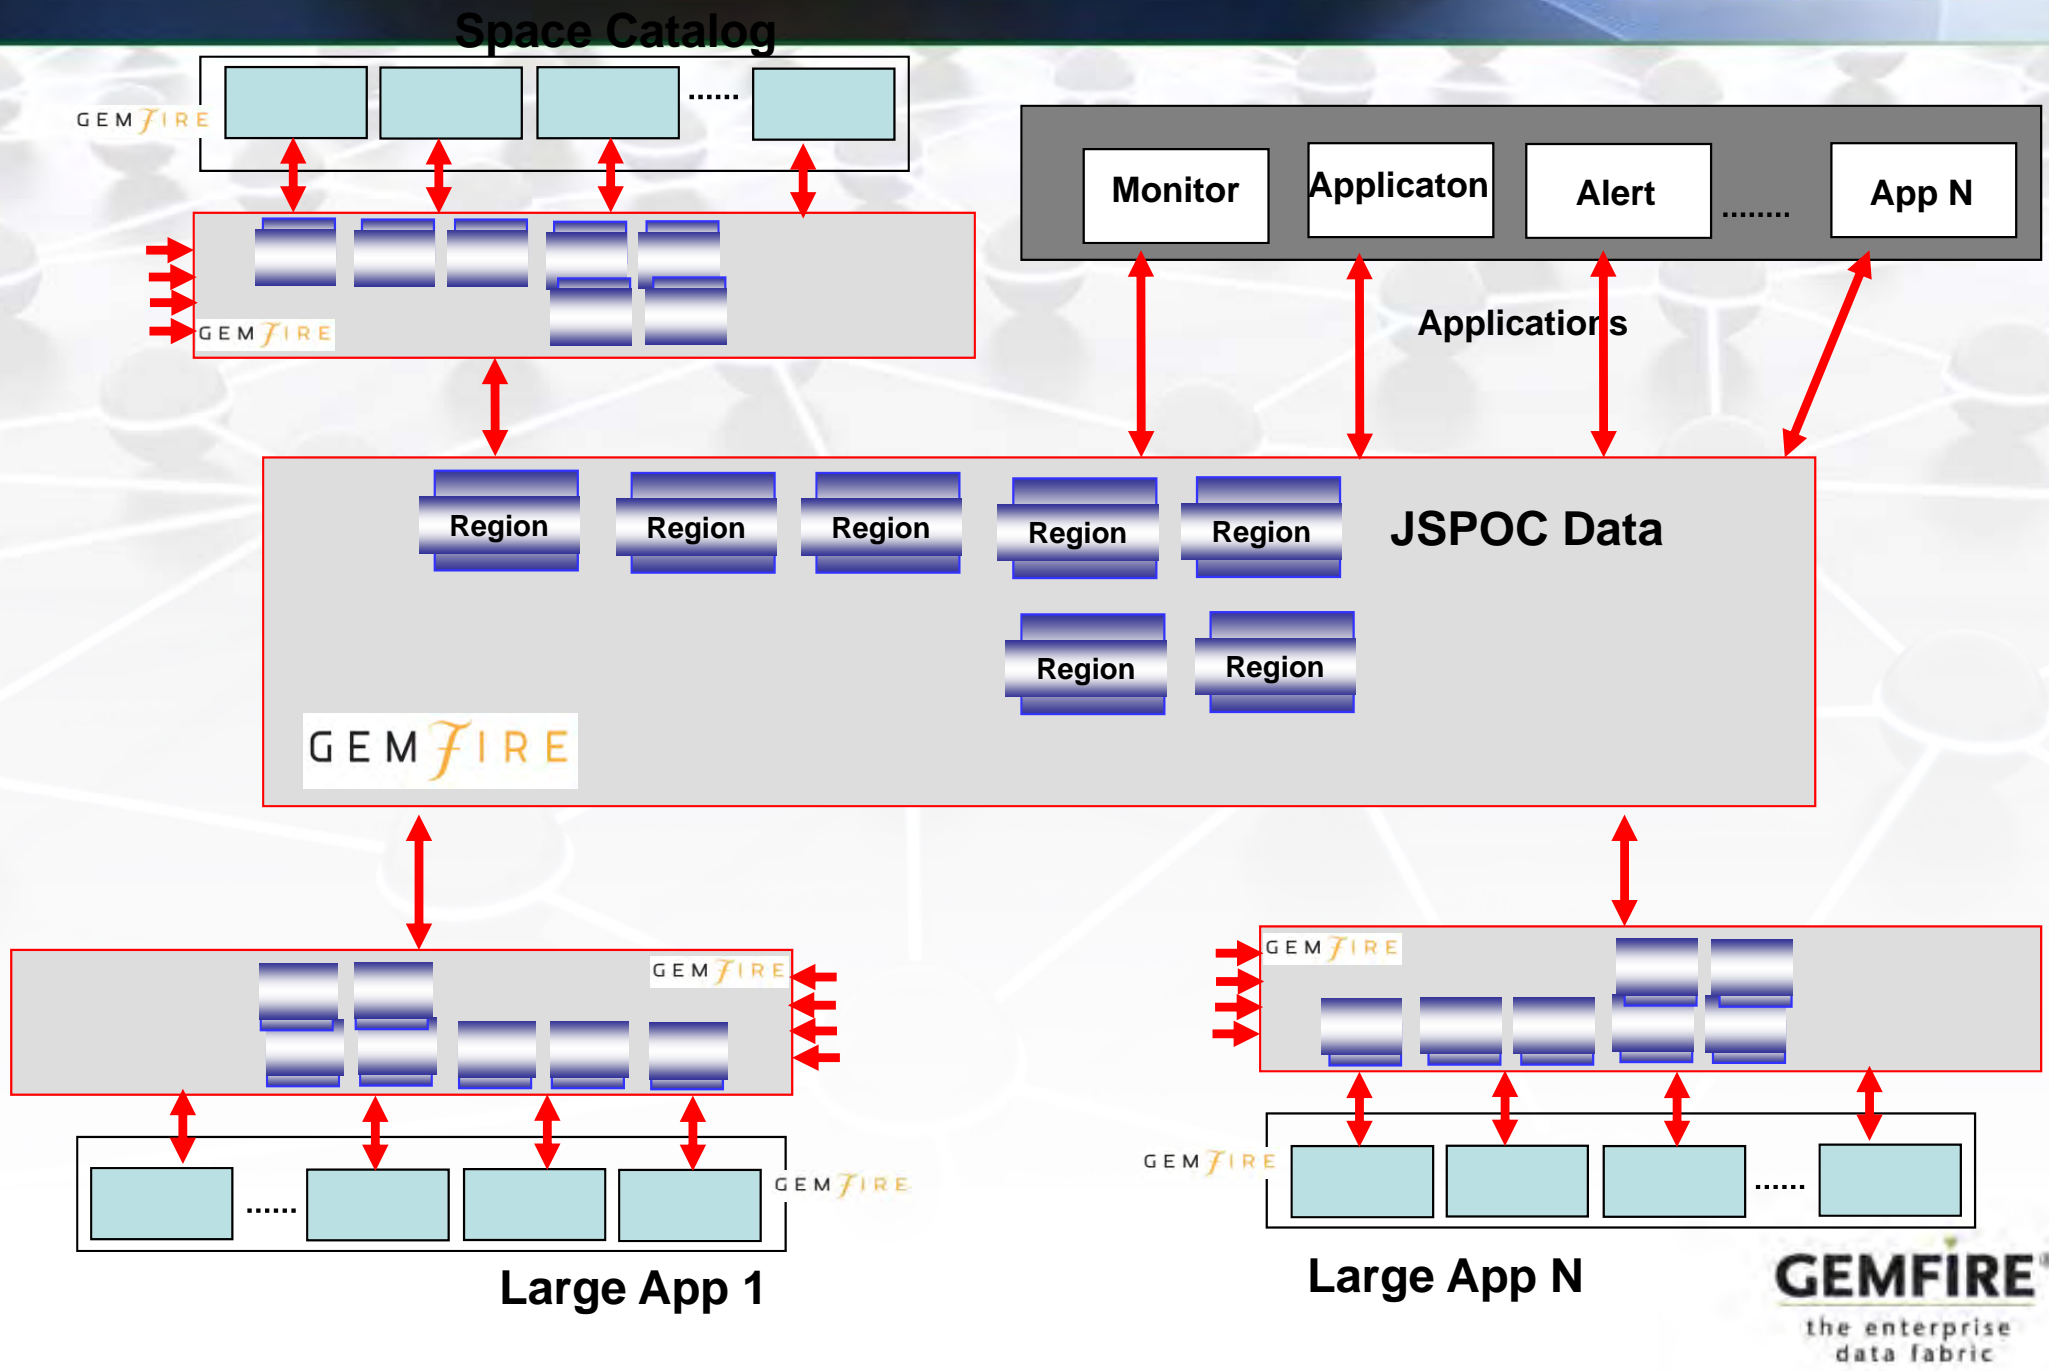 Space Catalog
......
GEMFIRE
Monitor
Applicaton
Alert
........
App N
GEMFIRE
Applications
Region
Region
Region
Region
Region
JSPOC Data
Region
Region
GEMFIRE
GEMFIRE
GEMFIRE
......
GEMFIRE
GEMFIRE
......
Large App 1
Large App N
GEMFIRE®
the enterprise
data fabric